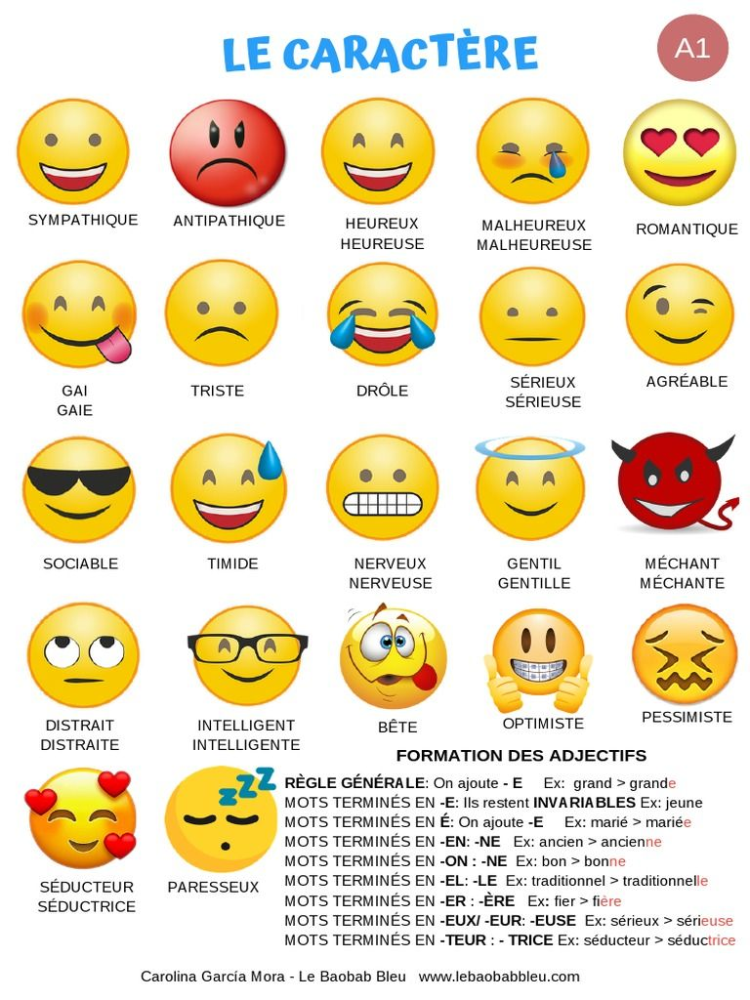 LE CARACTÈRE
A1
SYMPATHIQUE
ANTIPATHIQUE
HEUREUX
HEUREUSE
MALHEUREUX
MALHEUREUSE
ROMANTIQUE
GAI
GAIE
TRISTE
DRÔLE
SÉRIEUX
SÉRIEUSE
AGRÉABLE
SOCIABLE
TIMIDE
NERVEUX
NERVEUSE
GENTIL
GENTILLE
MÉCHANT
MÉCHANTE
DISTRAIT
DISTRAITE
INTELLIGENT
INTELLIGENTE
BÊTE
OPTIMISTE
PESSIMISTE
SÉDUCTEUR
SÉDUCTRICE
zzZ
PARESSEUX
FORMATION DES ADJECTIFS
RÈGLE GÉNÉRALE: On ajoute - E Ex: grand > grande
MOTS TERMINÉS EN -E: Ils restent INVARIABLES Ex: jeune
MOTS TERMINÉS EN É: On ajoute -E Ex: marié > mariée
MOTS TERMINÉS EN -EN: -NE Ex: ancien > ancienne
MOTS TERMINÉS EN -ON : -NE Ex: bon > bonne
MOTS TERMINÉS EN -EL: -LE Ex: traditionnel > traditionnelle
MOTS TERMINÉS EN -ER : -ÈRE Ex: fier > fière
MOTS TERMINÉS EN -EUX/ -EUR: -EUSE Ex: sérieux > sérieuse
MOTS TERMINÉS EN -TEUR : - TRICE Ex: séducteur > séductrice
Carolina García Mora - Le Baobab Bleu www.lebaobabbleu.com